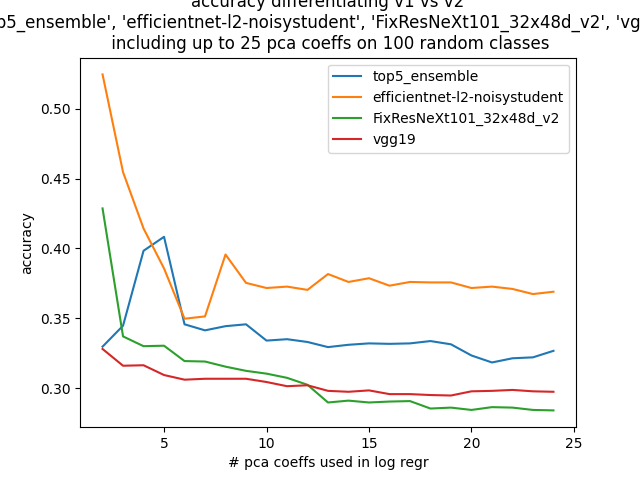 accuracy differentiating v1 vs v2
p5_ensemble', 'efficientnet-l2-noisystudent', 'FixResNeXt101_32x48d_v2', 'vg
including up to 25 pca coeffs on 100 random classes
top5_ensemble
efficientnet-l2-noisystudent
FixResNeXt101_32x48d_v2
vgg19
accuracy
0.50
0.45
0.40
0.35
0.30
5 10 15 20 25
# pca coeffs used in log regr